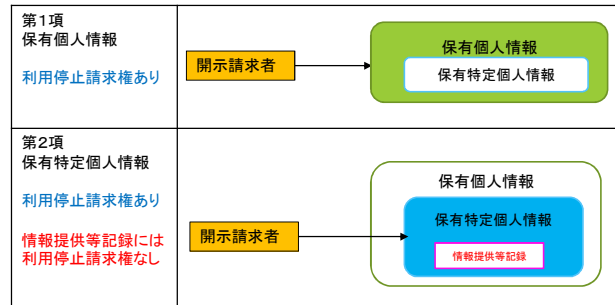 第1項
保有個人情報
利用停止請求権あり
開示請求者
保有個人情報
保有特定個人情報
第2項
保有特定個人情報
利用停止請求権あり
情報提供等記録には
利用停止請求権なし
開示請求者
保有個人情報
保有特定個人情報
情報提供等記録